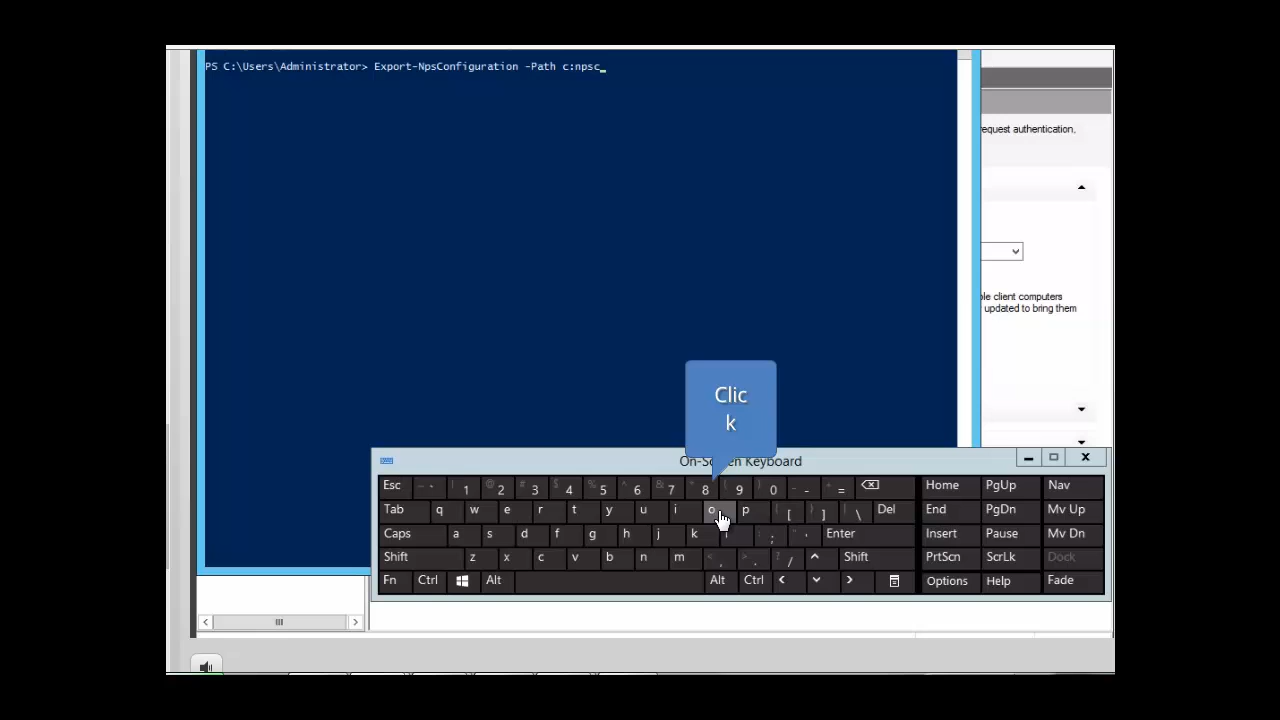 PS C:\Users\Administrator> Export-NpsConfiguration -Path c:npsc_
equest authentication,
ble client computers
updated to bring them
Clic
k
On-Screen Keyboard
Esc ~ ` ! 1 @ 2 # 3 $ 4 % 5 ^ 6 & 7 * 8 ( 9 ) 0 _ - + = Home PgUp Nav
Tab q w e r t y u i o p { [ } ] | \ Del End PgDn Mv Up
Caps a s d f g h j k l : ; " ' Enter Insert Pause Mv Dn
Shift z x c v b n m < , > . ? / Shift PrtScn ScrLk Dock
Fn Ctrl Alt Alt Ctrl Options Help Fade